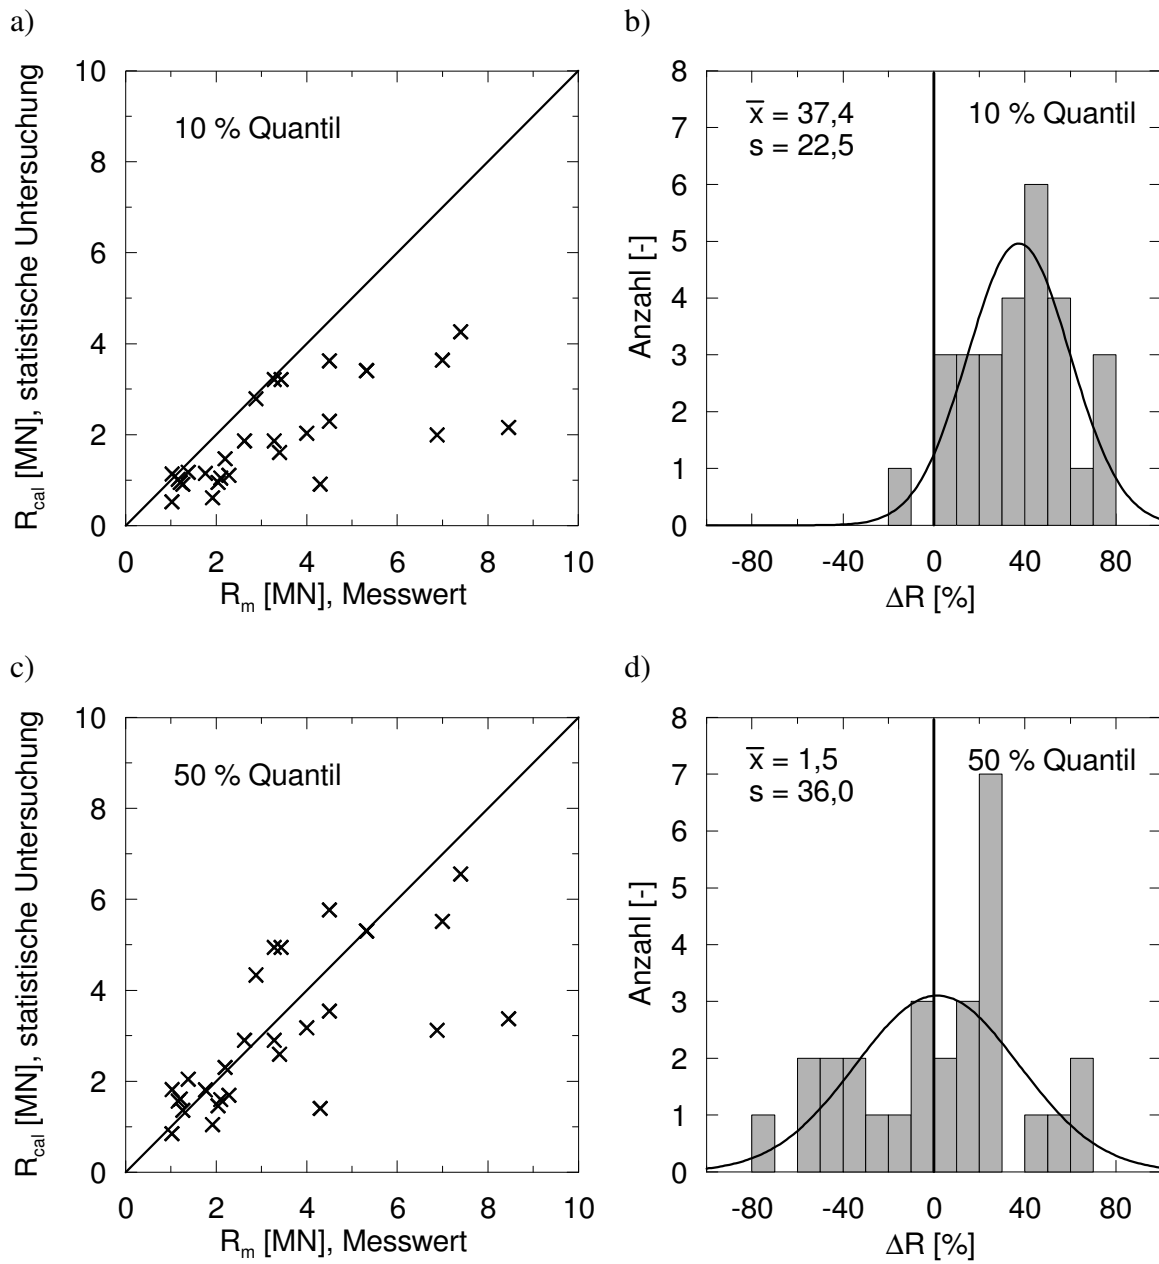 a)
10 % Quantil
10
8
6
4
2
0
0 2 4 6 8 10
R_cal [MN], statistische Untersuchung
R_m [MN], Messwert
b)
x̅ = 37,4
s = 22,5
10 % Quantil
8
7
6
5
4
3
2
1
0
-80 -40 0 40 80
Anzahl [-]
ΔR [%]
c)
50 % Quantil
10
8
6
4
2
0
0 2 4 6 8 10
R_cal [MN], statistische Untersuchung
R_m [MN], Messwert
d)
x̅ = 1,5
s = 36,0
50 % Quantil
8
7
6
5
4
3
2
1
0
-80 -40 0 40 80
Anzahl [-]
ΔR [%]